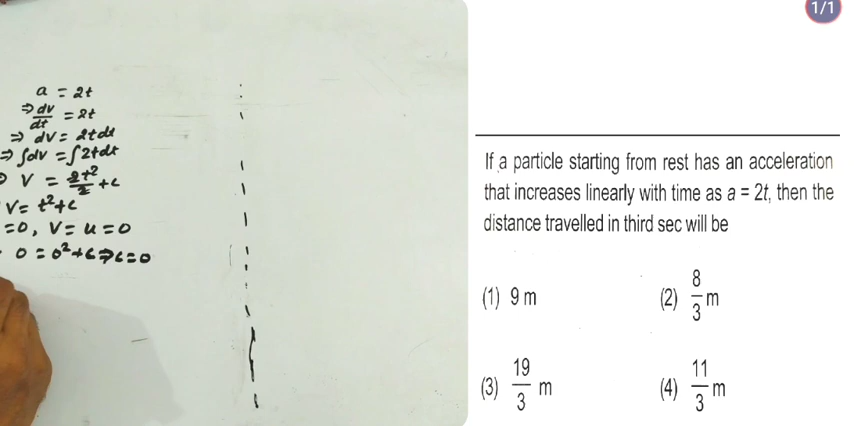 a = 2t
⇒ dv/dt = 2t
⇒ dv = 2tdt
⇒ ∫dv = ∫2tdt
v = 2t²/2 + c
v = t²+c
=0, v = u = 0
0 = 0²+c ⇒ c = 0
1/1
If a particle starting from rest has an acceleration
that increases linearly with time as a = 2t, then the
distance travelled in third sec will be
(1) 9 m (2) 8/3 m
(3) 19/3 m (4) 11/3 m